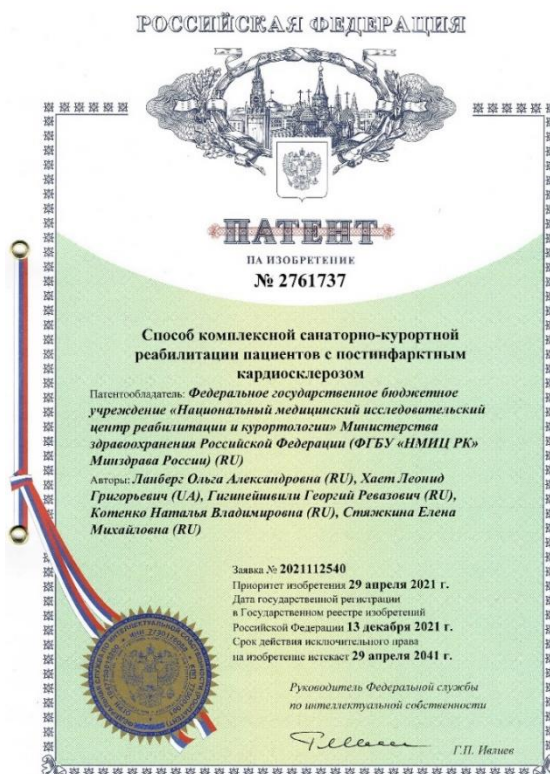 РОССИЙСКАЯ ФЕДЕРАЦИЯ
ПАТЕНТ
НА ИЗОБРЕТЕНИЕ
№ 2761737
Способ комплексной санаторно-курортной
реабилитации пациентов с постинфарктным
кардиосклерозом
Патентообладатель: Федеральное государственное бюджетное
учреждение «Национальный медицинский исследовательский
центр реабилитации и курортологии» Министерства
здравоохранения Российской Федерации (ФГБУ «НМИЦ РК»
Минздрава России) (RU)
Авторы: Ланберг Ольга Александровна (RU), Хает Леонид
Григорьевич (UA), Гигинейшвили Георгий Ревазович (RU),
Котенко Наталья Владимировна (RU), Стяжкина Елена
Михайловна (RU)
Заявка № 2021112540
Приоритет изобретения 29 апреля 2021 г.
Дата государственной регистрации
в Государственном реестре изобретений
Российской Федерации 13 декабря 2021 г.
Срок действия исключительного права
на изобретение истекает 29 апреля 2041 г.
Руководитель Федеральной службы
по интеллектуальной собственности
Г.П. Ивлиев